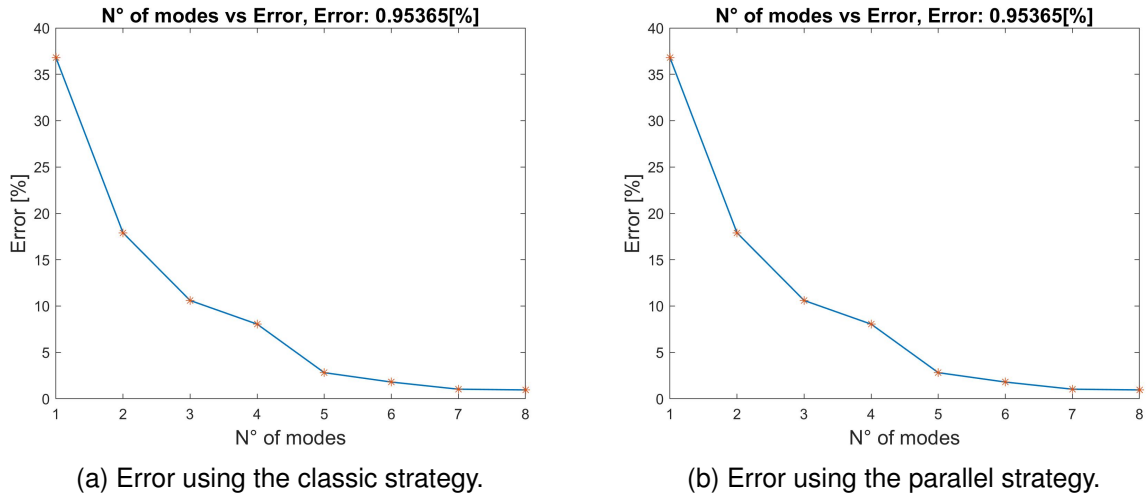 N° of modes vs Error, Error: 0.95365[%]
40
35
30
25
20
15
10
5
0
Error [%]
1 2 3 4 5 6 7 8
N° of modes
(a) Error using the classic strategy.
N° of modes vs Error, Error: 0.95365[%]
40
35
30
25
20
15
10
5
0
Error [%]
1 2 3 4 5 6 7 8
N° of modes
(b) Error using the parallel strategy.